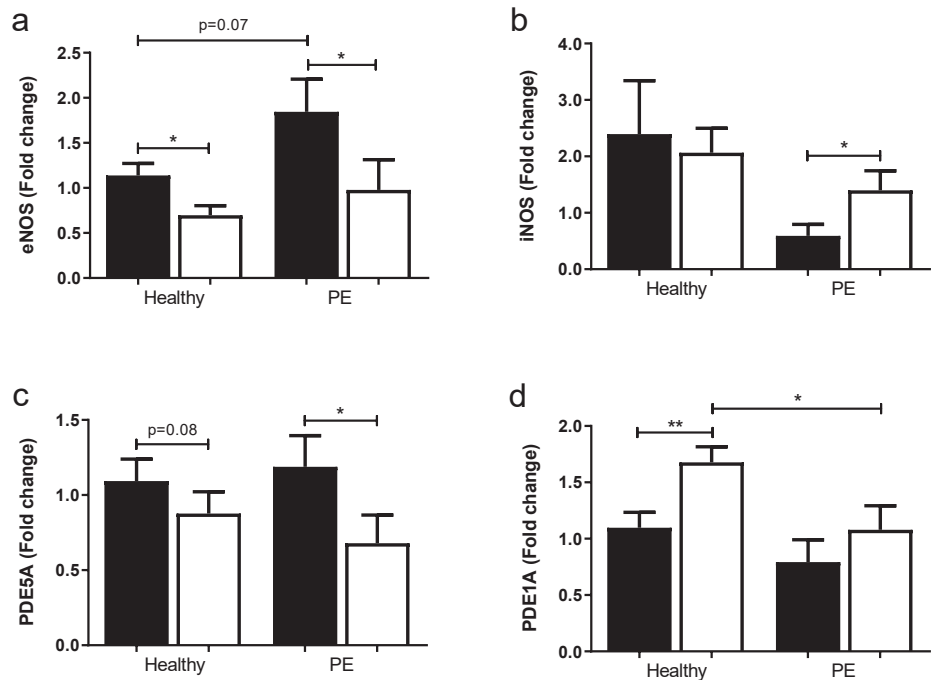 a
p=0.07
*
*
eNOS (Fold change)
2.5
2.0
1.5
1.0
0.5
0.0
Healthy
PE
b
*
iNOS (Fold change)
4.0
3.0
2.0
1.0
0.0
Healthy
PE
c
p=0.08
*
PDE5A (Fold change)
1.5
1.0
0.5
0.0
Healthy
PE
d
*
**
PDE1A (Fold change)
2.0
1.5
1.0
0.5
0.0
Healthy
PE